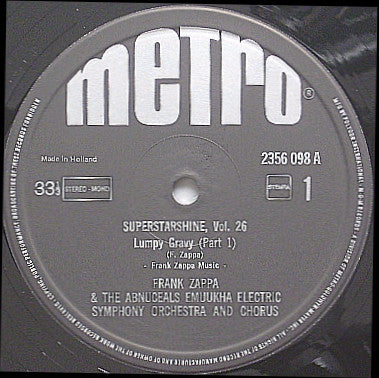 metro®
Made in Holland
2356 098 A
33⅓ STEREO-MONO
STEMRA 1
SUPERSTARSHINE, Vol. 26
Lumpy Gravy (Part 1)
(F. Zappa)
- Frank Zappa Music -
FRANK ZAPPA
& THE ABNUCEALS EMUUKHA ELECTRIC
SYMPHONY ORCHESTRA AND CHORUS